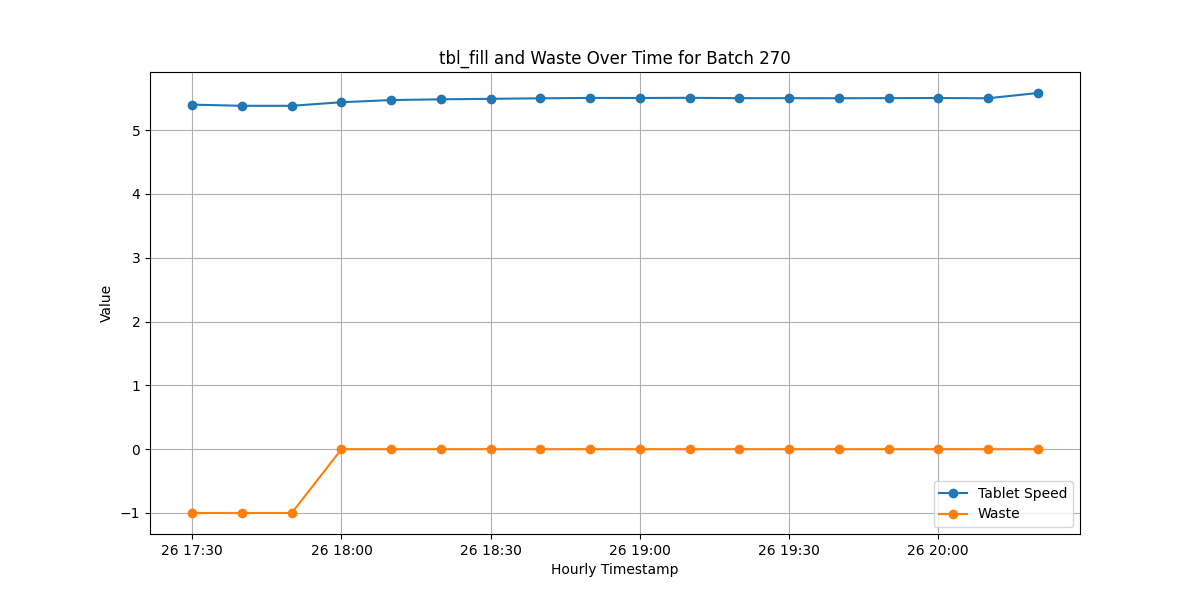 tbl_fill and Waste Over Time for Batch 270
Value
5
4
3
2
1
0
−1
Tablet Speed
Waste
26 17:30
26 18:00
26 18:30
26 19:00
26 19:30
26 20:00
Hourly Timestamp